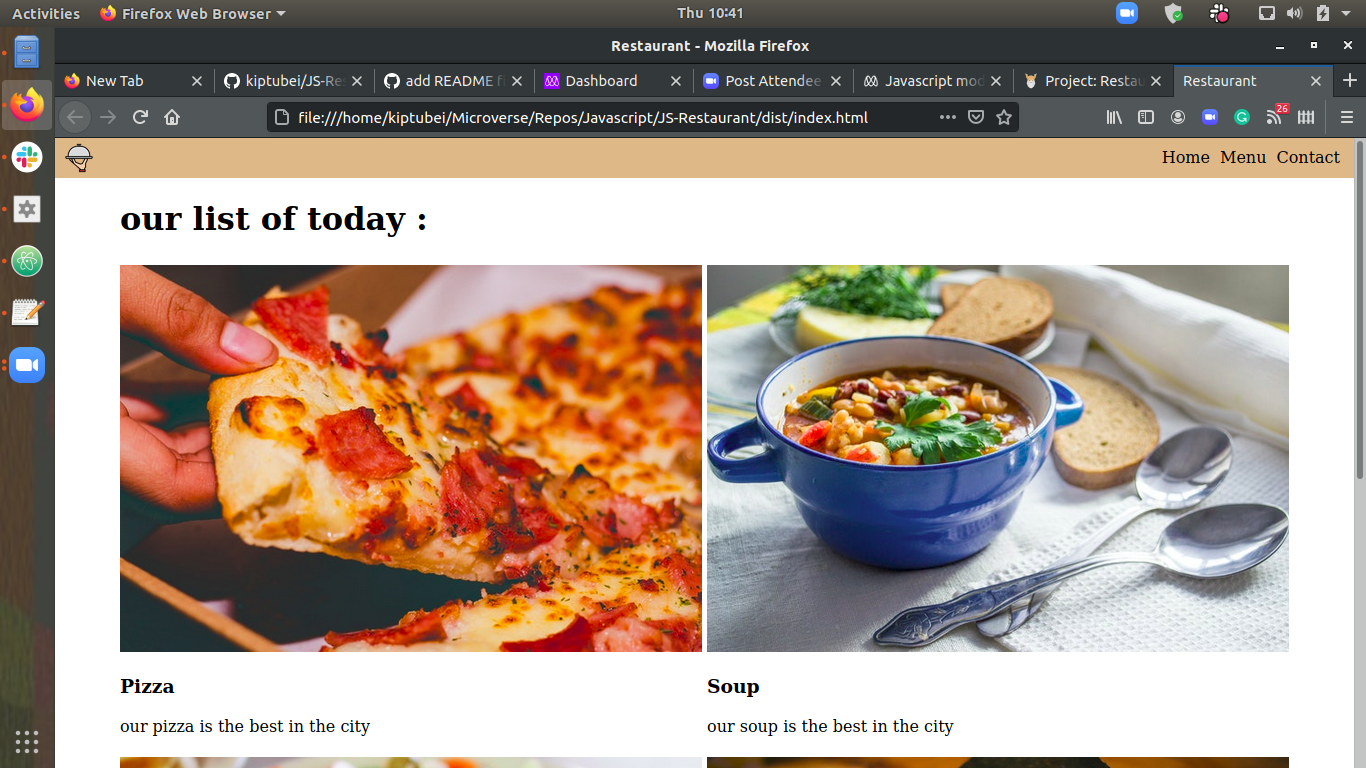 Activities Firefox Web Browser Thu 10:41
Restaurant - Mozilla Firefox
New Tab kiptubei/JS-Re add README f Dashboard Post Attendee Javascript mod Project: Restau Restaurant
file:///home/kiptubei/Microverse/Repos/Javascript/JS-Restaurant/dist/index.html 26
Home Menu Contact
our list of today :
Pizza Soup
our pizza is the best in the city our soup is the best in the city